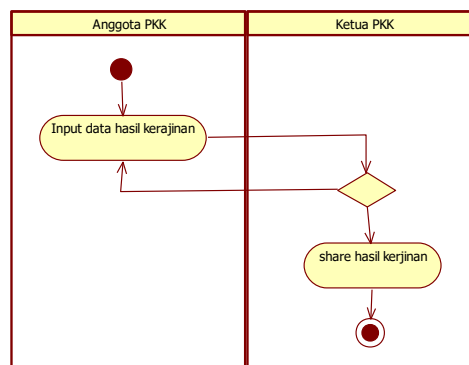 Anggota PKK
Ketua PKK
Input data hasil kerajinan
share hasil kerjinan